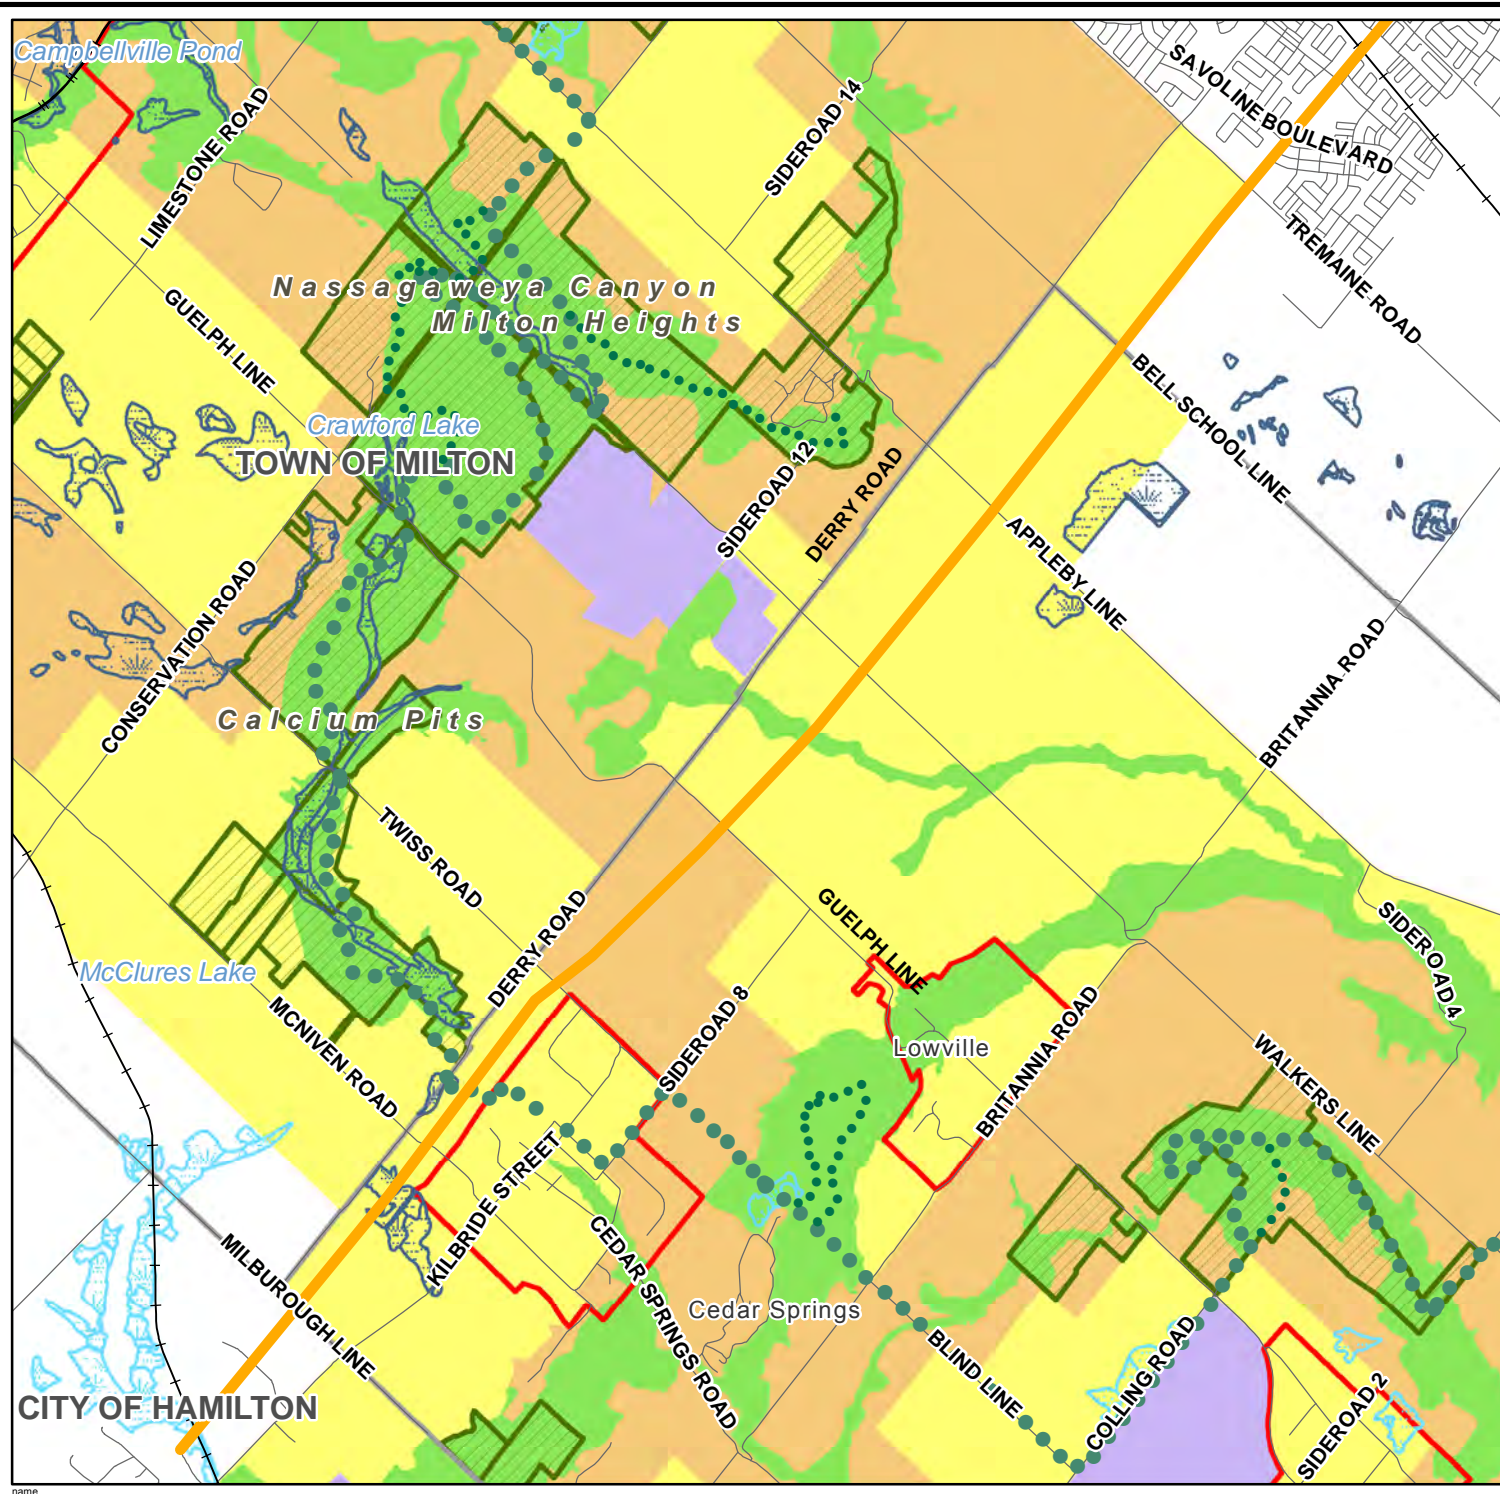 Campbellville Pond
SAVOLINE BOULEVARD
SIDEROAD 14
LIMESTONE ROAD
TREMAINE ROAD
Nassagaweya Canyon
Milton Heights
GUELPH LINE
BELL SCHOOL LINE
Crawford Lake
TOWN OF MILTON
SIDEROAD 12
DERRY ROAD
APPLEBY LINE
CONSERVATION ROAD
BRITANNIA ROAD
Calcium Pits
TWISS ROAD
GUELPH LINE
SIDEROAD 4
McClures Lake
DERRY ROAD
MCNIVEN ROAD
SIDEROAD 8
Lowville
BRITANNIA ROAD
WALKERS LINE
KILBRIDE STREET
CEDAR SPRINGS ROAD
MILBUROUGH LINE
Cedar Springs
BLIND LINE
COLLING ROAD
SIDEROAD 2
CITY OF HAMILTON
name